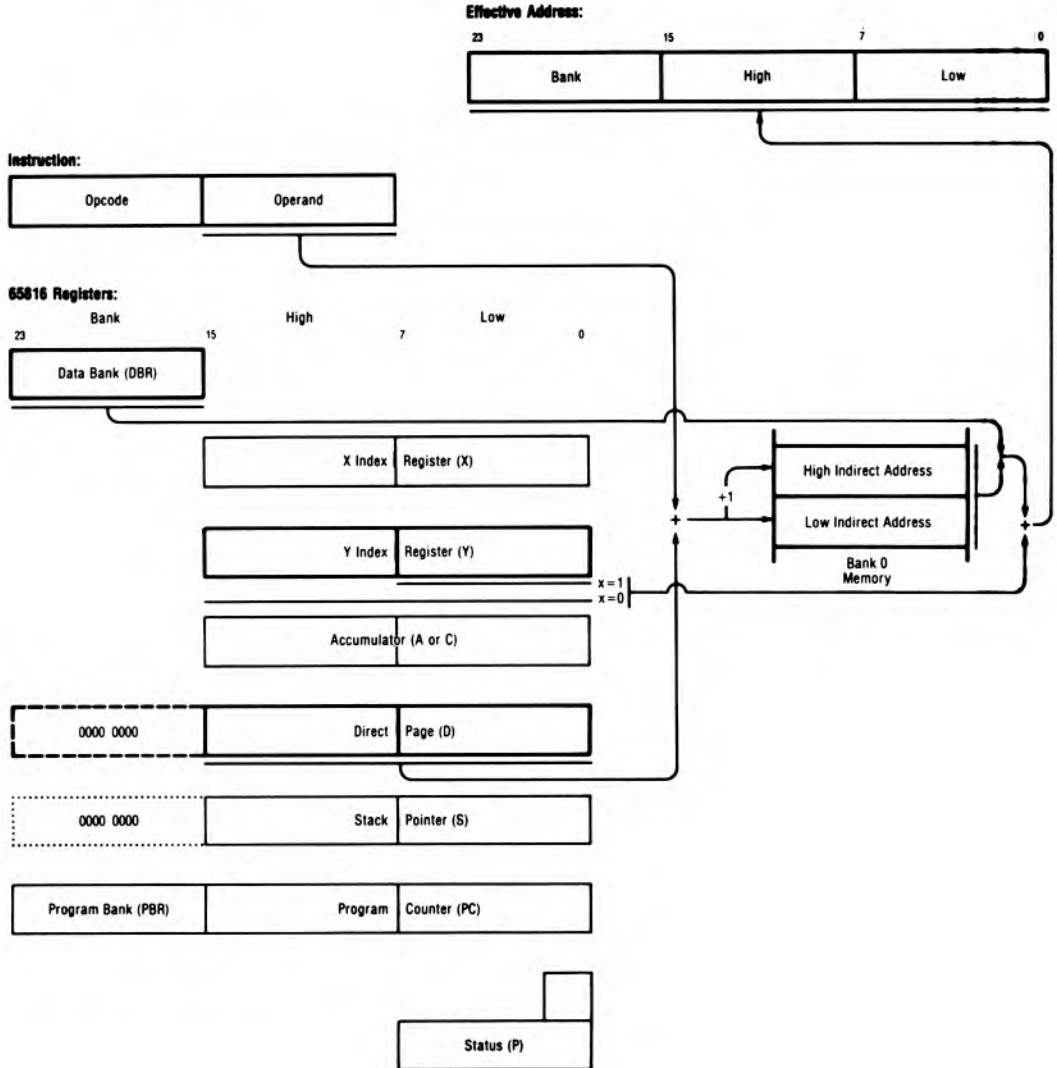 Effective Address:
23 15 7 0
Bank High Low
Instruction:
Opcode Operand
65816 Registers:
Bank High Low
23 15 7 0
Data Bank (DBR)
X Index Register (X)
High Indirect Address
+1
+ Low Indirect Address +
Y Index Register (Y)
Bank 0
Memory
x=1
x=0
Accumulator (A or C)
0000 0000 Direct Page (D)
0000 0000 Stack Pointer (S)
Program Bank (PBR) Program Counter (PC)
Status (P)